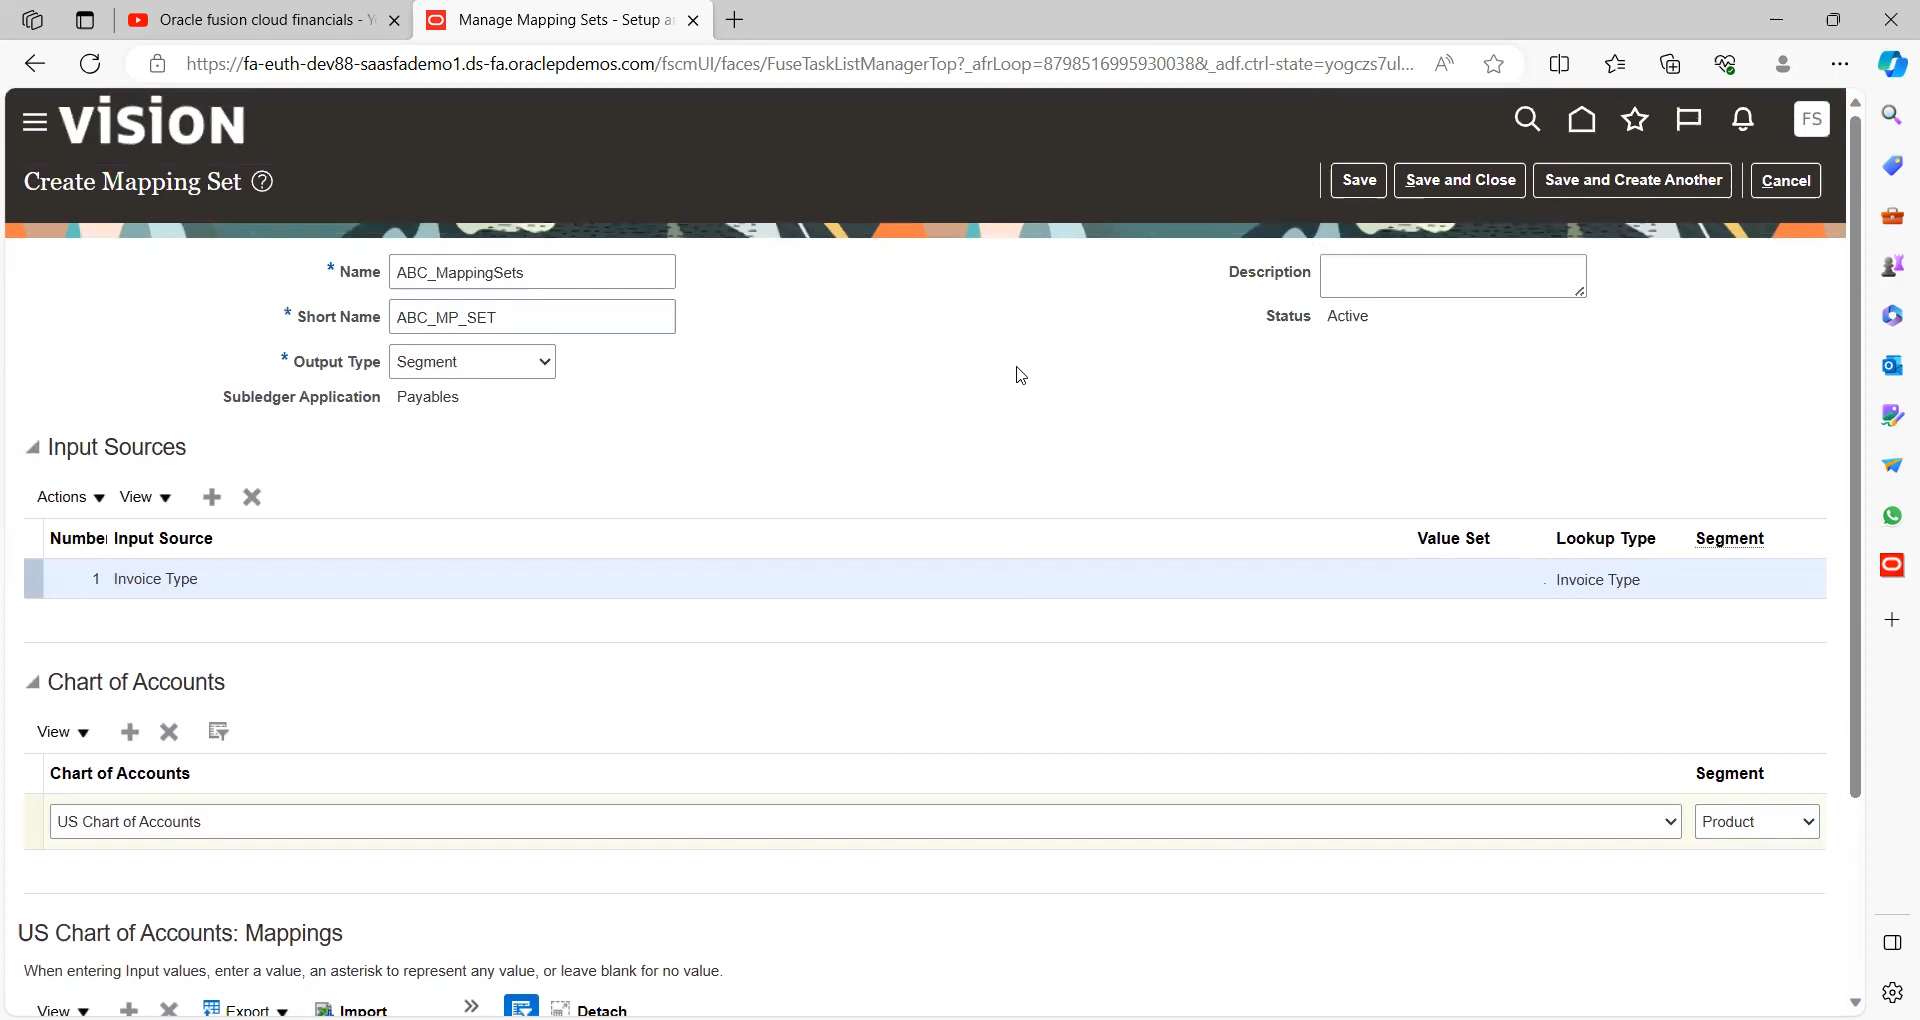 Oracle fusion cloud financials - Y
Manage Mapping Sets - Setup a
https://fa-euth-dev88-saasfademo1.ds-fa.oraclepdemos.com/fscmUI/faces/FuseTaskListManagerTop?_afrLoop=8798516995930038&_adf.ctrl-state=yogczs7ul...
VISION
FS
Create Mapping Set ?
Save
Save and Close
Save and Create Another
Cancel
* Name ABC_MappingSets
Description
* Short Name ABC_MP_SET
Status Active
* Output Type Segment
Subledger Application Payables
Input Sources
Actions View
Number Input Source Value Set Lookup Type Segment
1 Invoice Type Invoice Type
Chart of Accounts
View
Chart of Accounts Segment
US Chart of Accounts Product
US Chart of Accounts: Mappings
When entering Input values, enter a value, an asterisk to represent any value, or leave blank for no value.
View Export Import Detach